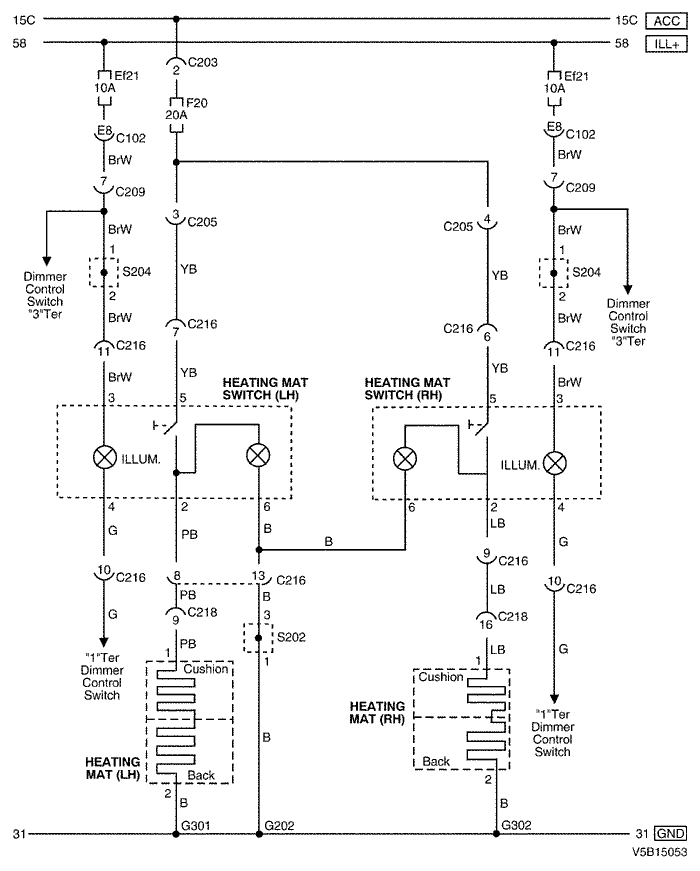 15C 15C ACC
58 58 ILL+
C203
2
Ef21
10A
F20
20A
Ef21
10A
E8 C102
E8 C102
BrW
BrW
7 C209
7 C209
3 C205
C205 4
BrW
BrW
1
S204
2
1
S204
2
Dimmer
Control
Switch
"3"Ter
YB
YB
Dimmer
Control
Switch
"3"Ter
BrW
BrW
C216
7
C216
6
C216
11
C216
11
BrW
YB
YB
BrW
HEATING MAT
SWITCH (LH)
HEATING MAT
SWITCH (RH)
3 5
5 3
ILLUM.
ILLUM.
4 2 6
6 2 4
G PB B
B
LB G
10 C216
8 13 C216
9 C216
10 C216
PB B
LB
G
C218
9
3
S202
1
C218
16
G
PB
LB
1
1
"1"Ter
Dimmer
Control
Switch
Cushion
Cushion
"1"Ter
Dimmer
Control
Switch
HEATING
MAT (LH)
HEATING
MAT (RH)
B
Back
Back
2
2
B
B
31 G301 G202 G302 31 GND
V5B15053